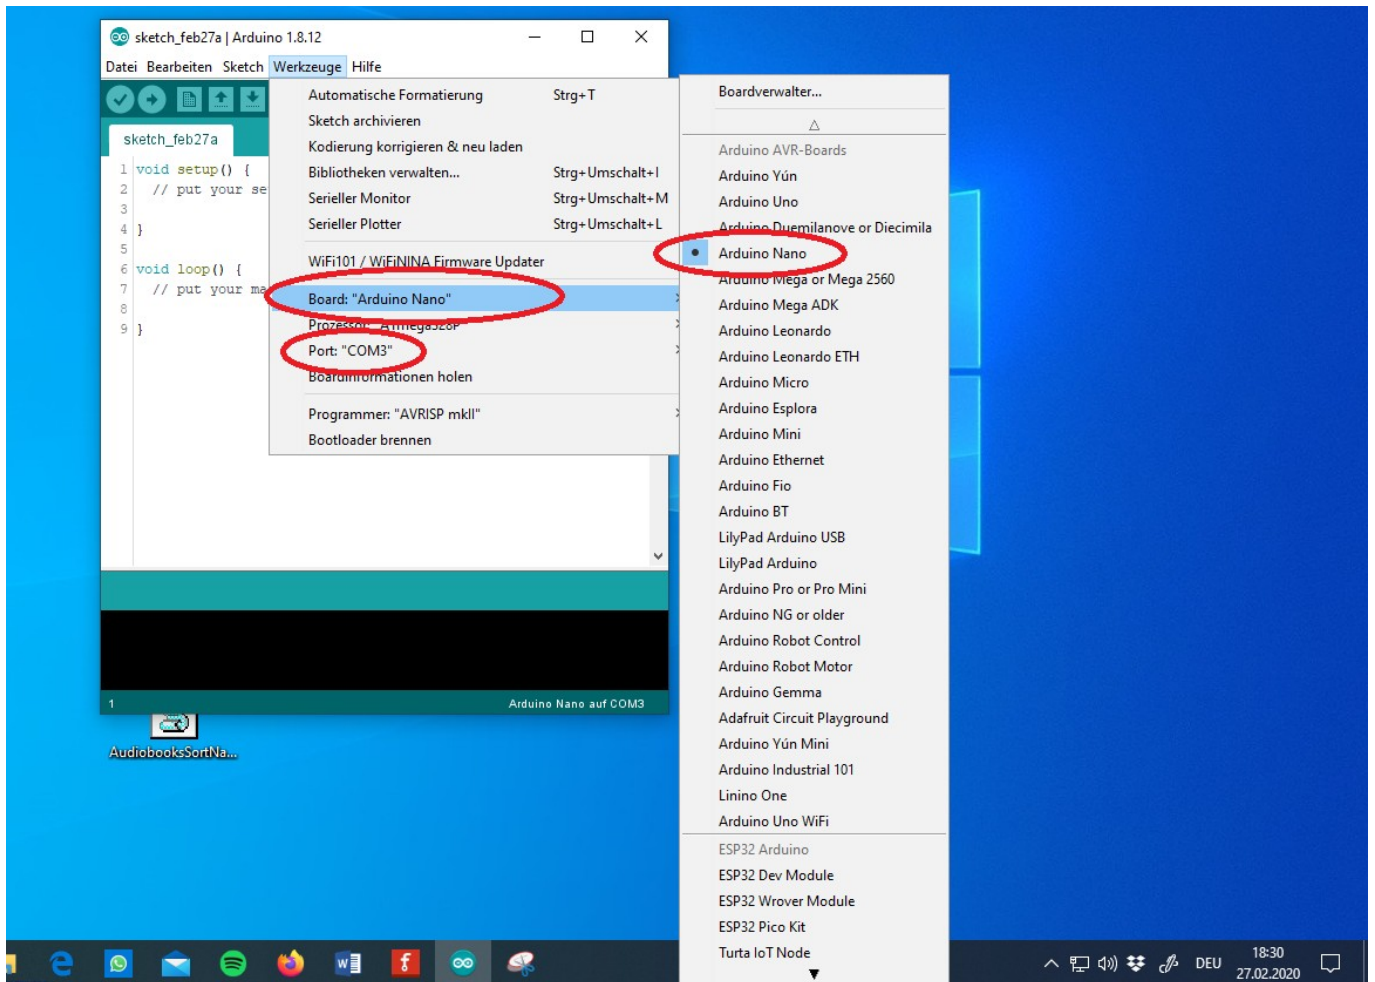 sketch_feb27a | Arduino 1.8.12
Datei Bearbeiten Sketch Werkzeuge Hilfe
sketch_feb27a
1 void setup() {
2 // put your se
3
4 }
5
6 void loop() {
7 // put your ma
8
9 }
Automatische Formatierung Strg+T
Sketch archivieren
Kodierung korrigieren & neu laden
Bibliotheken verwalten... Strg+Umschalt+I
Serieller Monitor Strg+Umschalt+M
Serieller Plotter Strg+Umschalt+L
WiFi101 / WiFiNINA Firmware Updater
Board: "Arduino Nano"
Prozessor: "ATmega328P"
Port: "COM3"
Boardinformationen holen
Programmer: "AVRISP mkII"
Bootloader brennen
Boardverwalter...
Arduino AVR-Boards
Arduino Yún
Arduino Uno
Arduino Duemilanove or Diecimila
Arduino Nano
Arduino Mega or Mega 2560
Arduino Mega ADK
Arduino Leonardo
Arduino Leonardo ETH
Arduino Micro
Arduino Esplora
Arduino Mini
Arduino Ethernet
Arduino Fio
Arduino BT
LilyPad Arduino USB
LilyPad Arduino
Arduino Pro or Pro Mini
Arduino NG or older
Arduino Robot Control
Arduino Robot Motor
Arduino Gemma
Adafruit Circuit Playground
Arduino Yún Mini
Arduino Industrial 101
Linino One
Arduino Uno WiFi
ESP32 Arduino
ESP32 Dev Module
ESP32 Wrover Module
ESP32 Pico Kit
Turta IoT Node
1 Arduino Nano auf COM3
AudiobooksSortNa...
DEU
18:30
27.02.2020